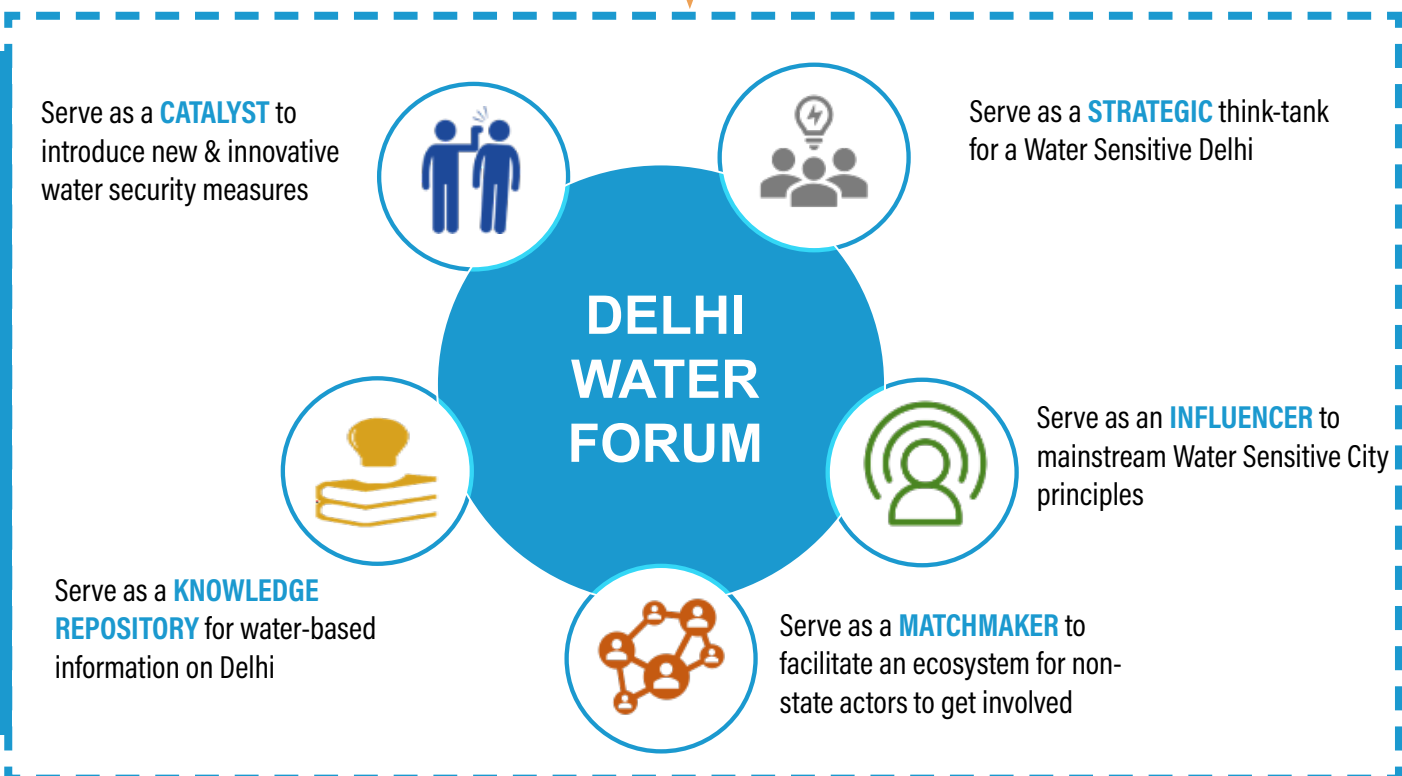 Serve as a CATALYST to
introduce new & innovative
water security measures
Serve as a STRATEGIC think-tank
for a Water Sensitive Delhi
DELHI
WATER
FORUM
Serve as an INFLUENCER to
mainstream Water Sensitive City
principles
Serve as a KNOWLEDGE
REPOSITORY for water-based
information on Delhi
Serve as a MATCHMAKER to
facilitate an ecosystem for non-
state actors to get involved